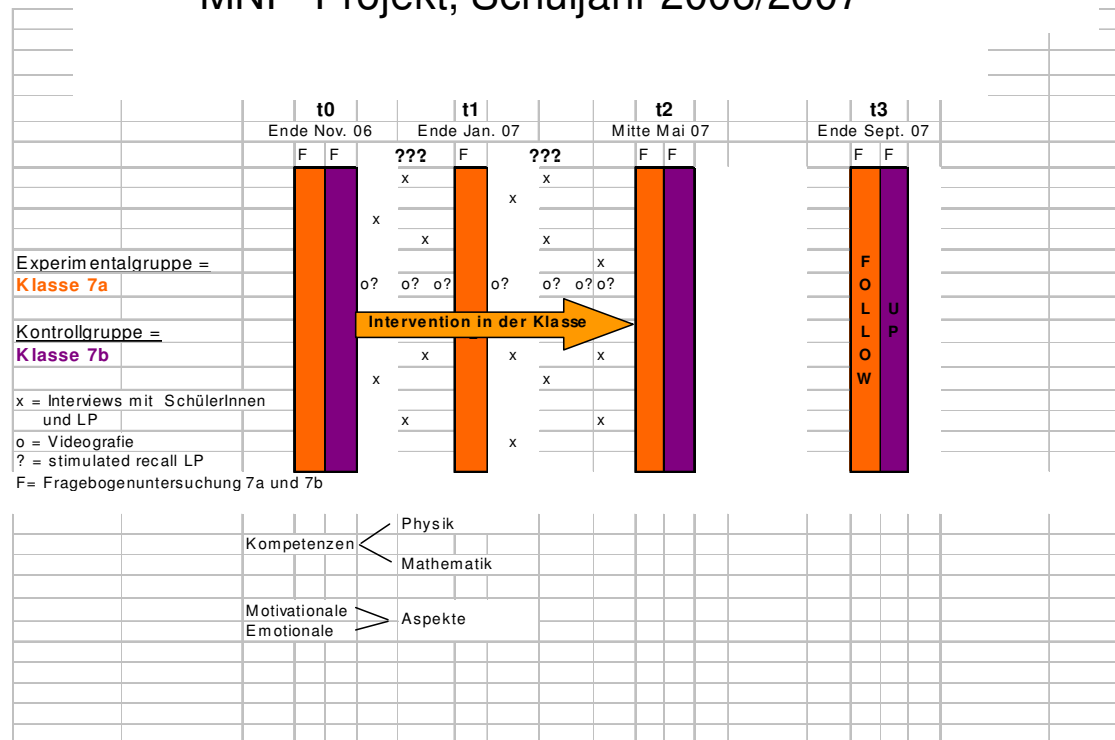 MNI- Projekt, Schuljahr 2006/2007
t0 t1 t2 t3
Ende Nov. 06 Ende Jan. 07 Mitte Mai 07 Ende Sept. 07
F F ??? F ??? F F F F
x x
x
x
x x
Experimentalgruppe = x
Klasse 7a o? o? o? o? o? o? o?
Intervention in der Klasse
Kontrollgruppe =
Klasse 7b x x x
x x
x = Interviews mit SchülerInnen
und LP x x
o = Videografie x
? = stimulated recall LP
F= Fragebogenuntersuchung 7a und 7b
FOLLOW
UP
Physik
Kompetenzen
Mathematik
Motivationale
Aspekte
Emotionale